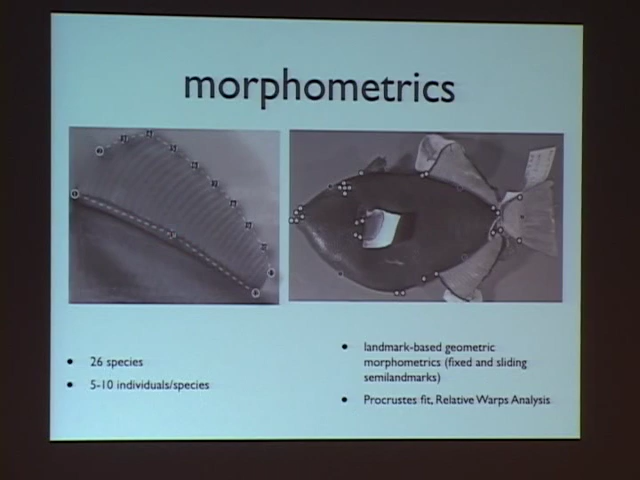 morphometrics
26 species
5-10 individuals/species
landmark-based geometric
morphometrics (fixed and sliding
semilandmarks)
Procrustes fit, Relative Warps Analysis